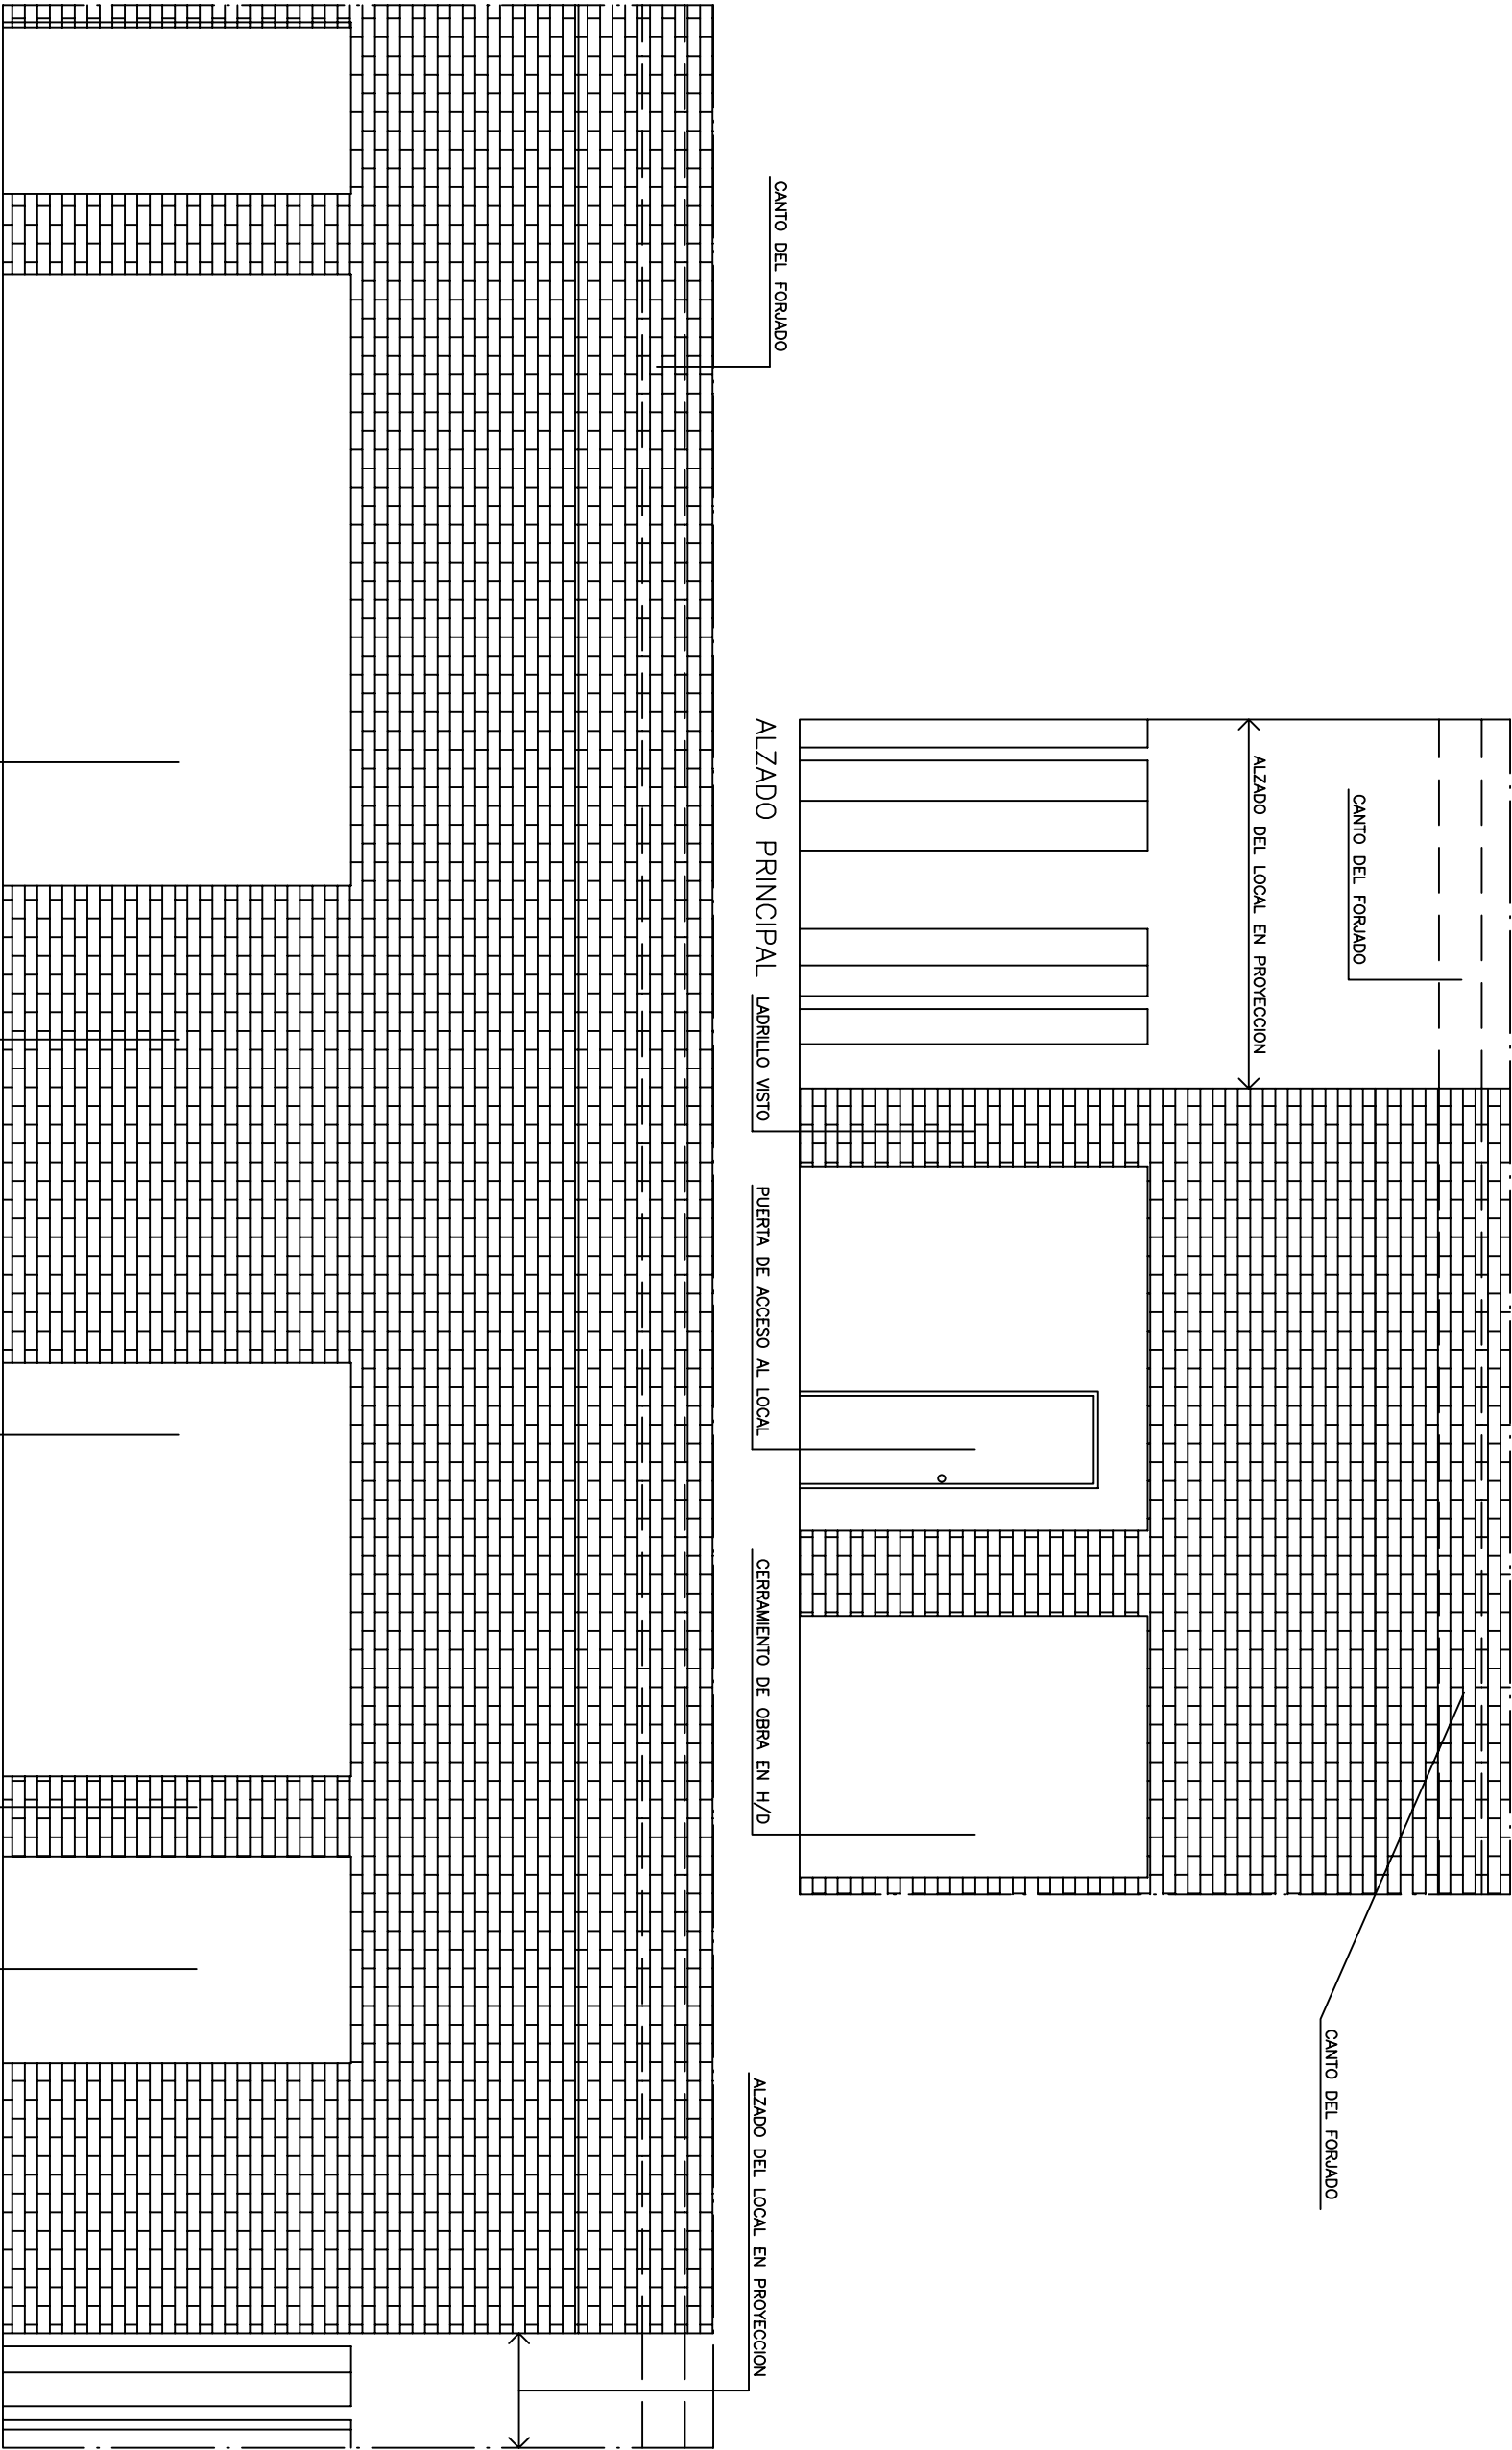 CANTO DEL FORJADO
ALZADO DEL LOCAL EN PROYECCION
CANTO DEL FORJADO
CANTO DEL FORJADO
ALZADO PRINCIPAL
LADRILLO VISTO
PUERTA DE ACCESO AL LOCAL
CERRAMIENTO DE OBRA EN H/D
ALZADO DEL LOCAL EN PROYECCION